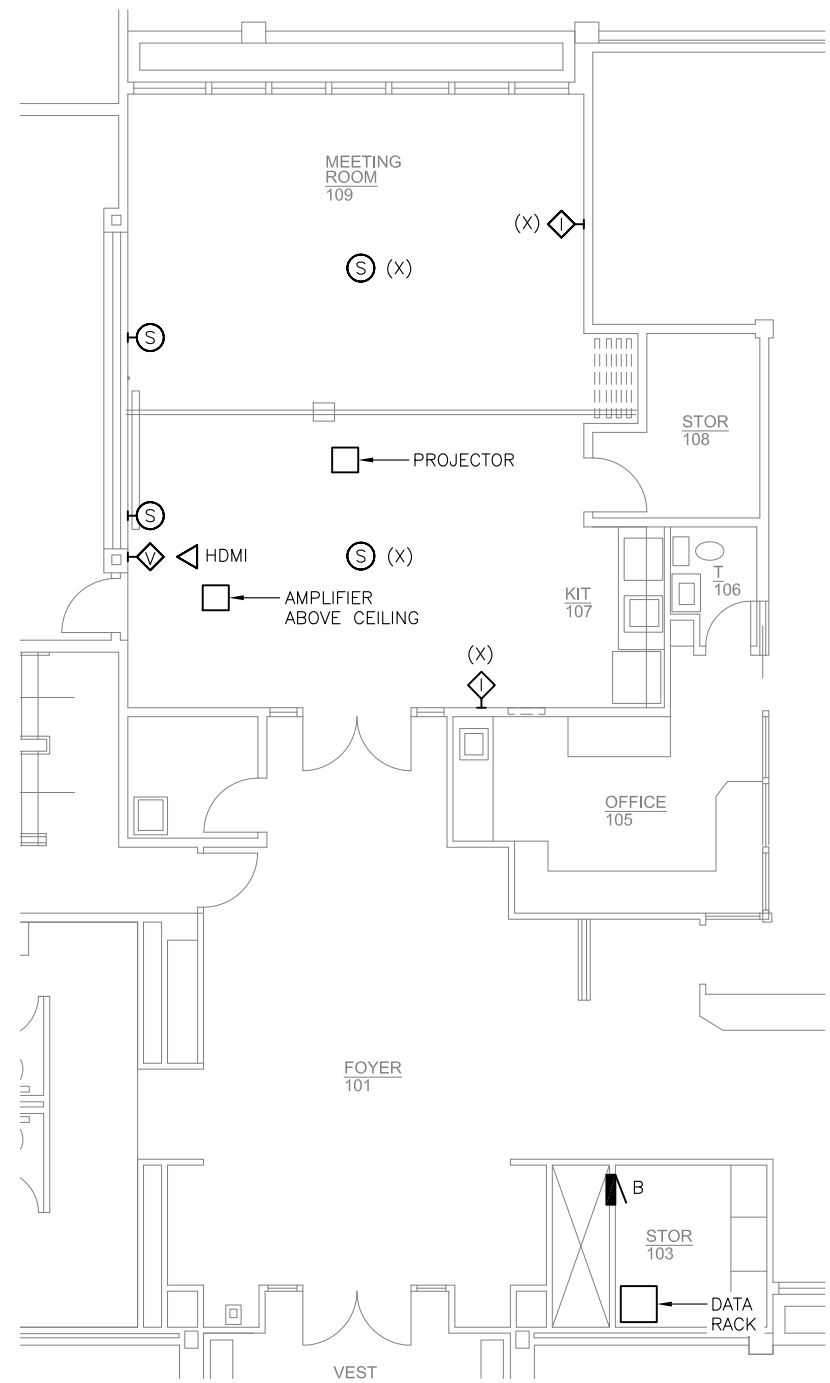 MEETING
ROOM
109
(X) I
S (X)
S
STOR
108
PROJECTOR
S
V HDMI
S (X)
T
106
AMPLIFIER
ABOVE CEILING
KIT
107
(X)
I
OFFICE
105
FOYER
101
B
STOR
103
DATA
RACK
VEST